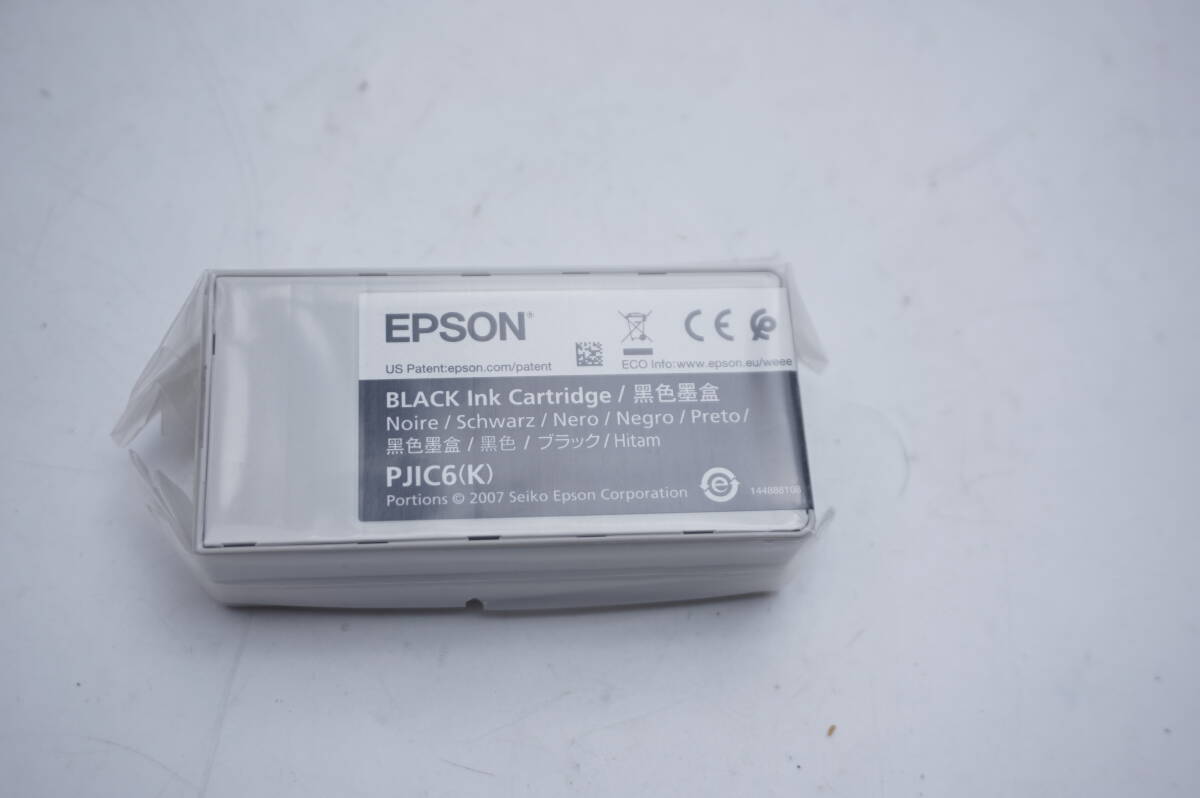 EPSON
US Patent:epson.com/patent
ECO Info:www.epson.eu/weee
BLACK Ink Cartridge / 黑色墨盒
Noire / Schwarz / Nero / Negro / Preto /
黑色墨盒 / 黑色 / ブラック / Hitam
PJIC6(K)
Portions © 2007 Seiko Epson Corporation